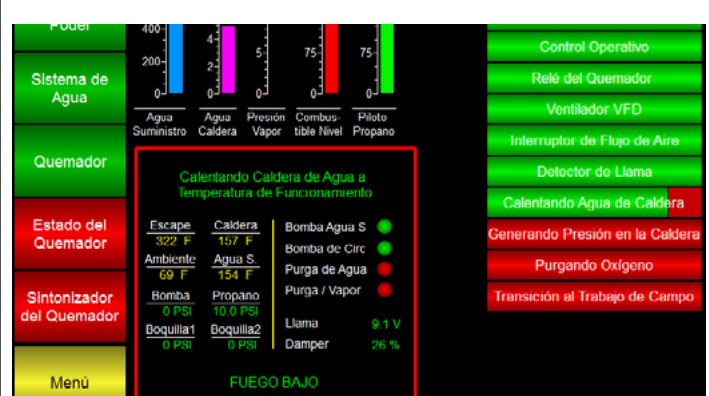 Poder
Sistema de
Agua
Quemador
Estado del
Quemador
Sintonizador
del Quemador
Menú
400
200
0
4
2
0
5
0
75
0
75
0
Agua
Suministro
Agua
Caldera
Presión
Vapor
Combus-
tible Nivel
Piloto
Propano
Calentando Caldera de Agua a
Temperatura de Funcionamiento
Escape Caldera
322 F 157 F
Ambiente Agua S.
69 F 154 F
Bomba Propano
0 PSI 10.0 PSI
Boquilla1 Boquilla2
0 PSI 0 PSI
Bomba Agua S
Bomba de Circ
Purga de Agua
Purga / Vapor
Llama 9.1 V
Damper 26 %
FUEGO BAJO
Control Operativo
Relé del Quemador
Ventilador VFD
Interruptor de Flujo de Aire
Detector de Llama
Calentando Agua de Caldera
Generando Presión en la Caldera
Purgando Oxígeno
Transición al Trabajo de Campo